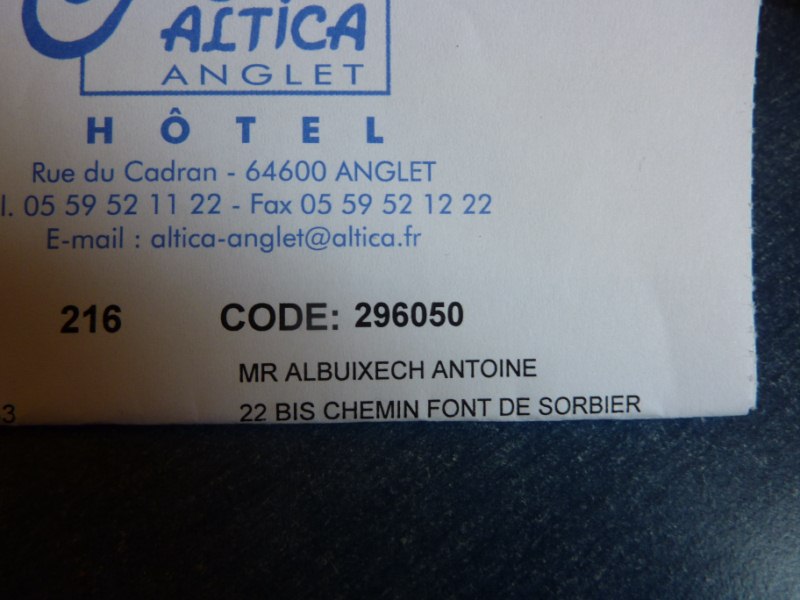 ALTICA
ANGLET
HÔTEL
Rue du Cadran - 64600 ANGLET
l. 05 59 52 11 22 - Fax 05 59 52 12 22
E-mail : altica-anglet@altica.fr
216 CODE: 296050
MR ALBUIXECH ANTOINE
3 22 BIS CHEMIN FONT DE SORBIER